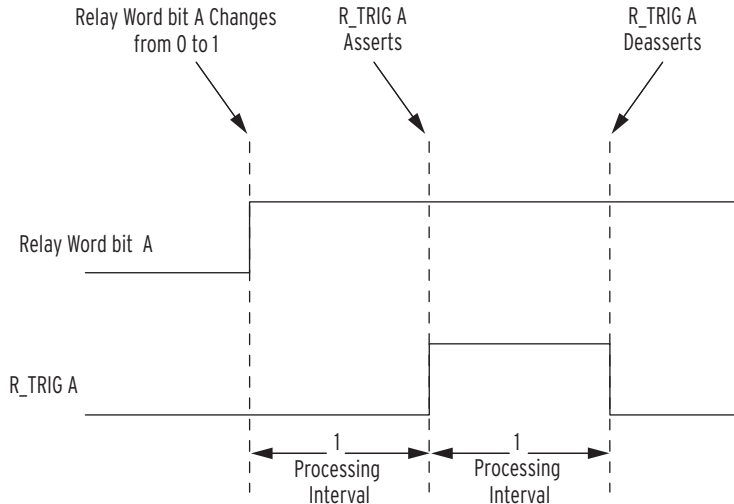 Relay Word bit A Changes
from 0 to 1
R_TRIG A
Asserts
R_TRIG A
Deasserts
Relay Word bit A
R_TRIG A
1
Processing
Interval
1
Processing
Interval